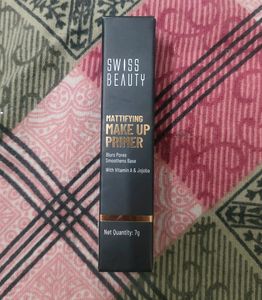 SWISS
BEAUTY
MATTIFYING
MAKE UP
PRIMER
Blurs Pores
Smoothens Base
With Vitamin A & Jojoba
Net Quantity: 7g